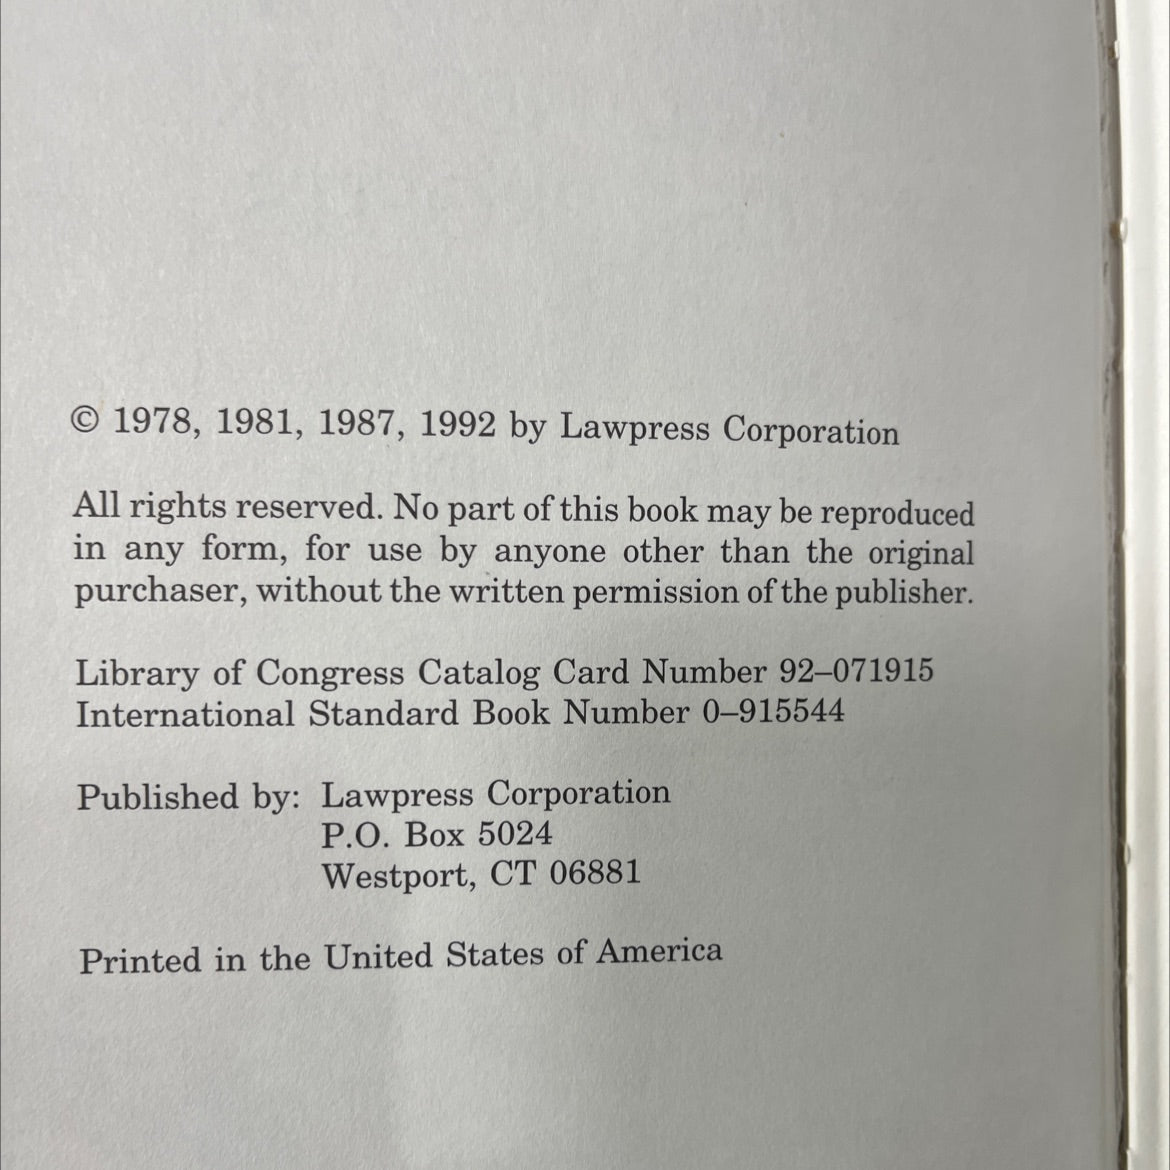 © 1978, 1981, 1987, 1992 by Lawpress Corporation
All rights reserved. No part of this book may be reproduced
in any form, for use by anyone other than the original
purchaser, without the written permission of the publisher.
Library of Congress Catalog Card Number 92–071915
International Standard Book Number 0–915544
Published by: Lawpress Corporation
P.O. Box 5024
Westport, CT 06881
Printed in the United States of America